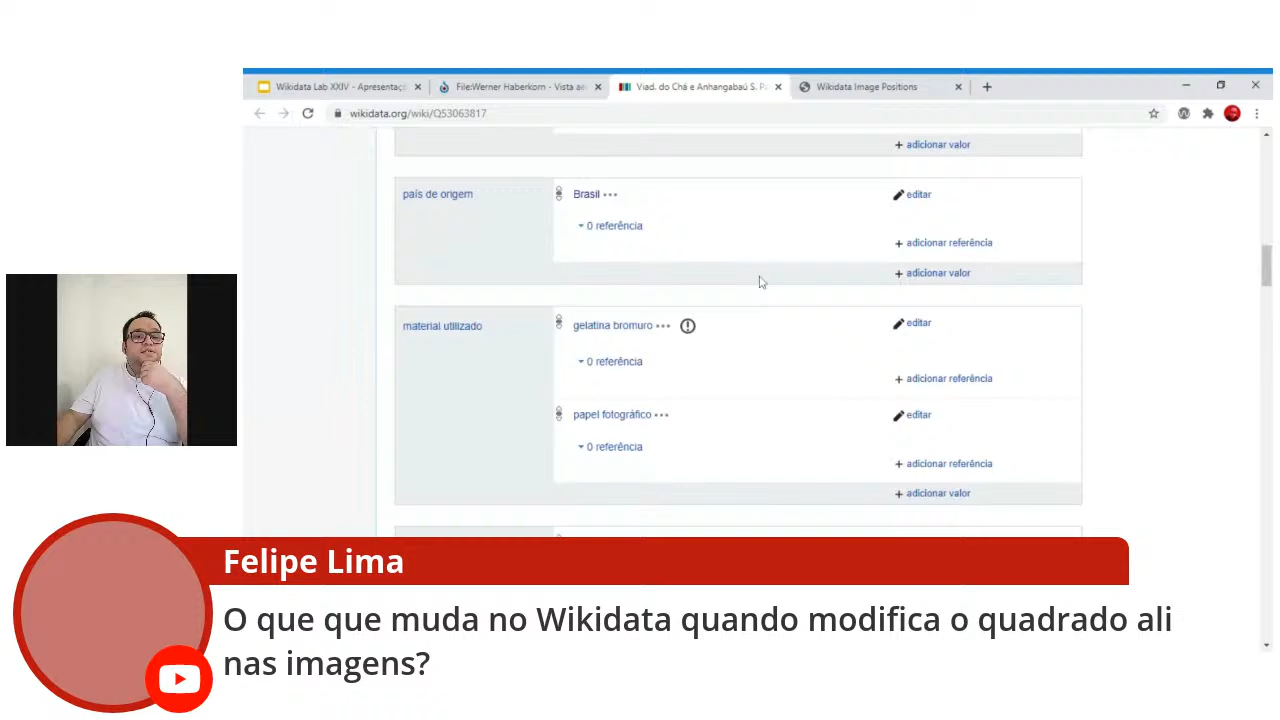 Wikidata Lab XXIV - Apresentaç
File:Werner Haberkorn - Vista aé
Viad. do Chá e Anhangabaú S. Pa
Wikidata Image Positions
wikidata.org/wiki/Q53063817
+ adicionar valor
país de origem
Brasil
editar
0 referência
+ adicionar referência
+ adicionar valor
material utilizado
gelatina bromuro
editar
0 referência
+ adicionar referência
papel fotográfico
editar
0 referência
+ adicionar referência
+ adicionar valor
Felipe Lima
O que que muda no Wikidata quando modifica o quadrado ali
nas imagens?